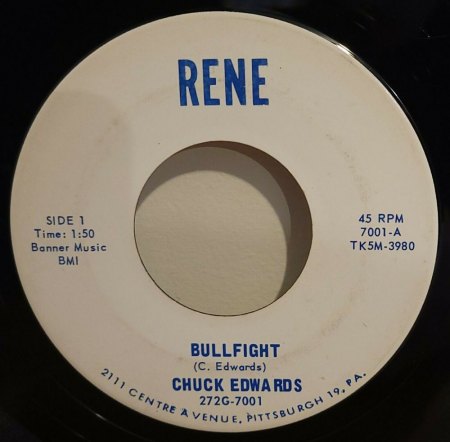 RENE
SIDE 1
Time: 1:50
Banner Music
BMI
45 RPM
7001-A
TK5M-3980
BULLFIGHT
(C. Edwards)
CHUCK EDWARDS
272G-7001
2111 CENTRE AVENUE, PITTSBURGH 19, PA.